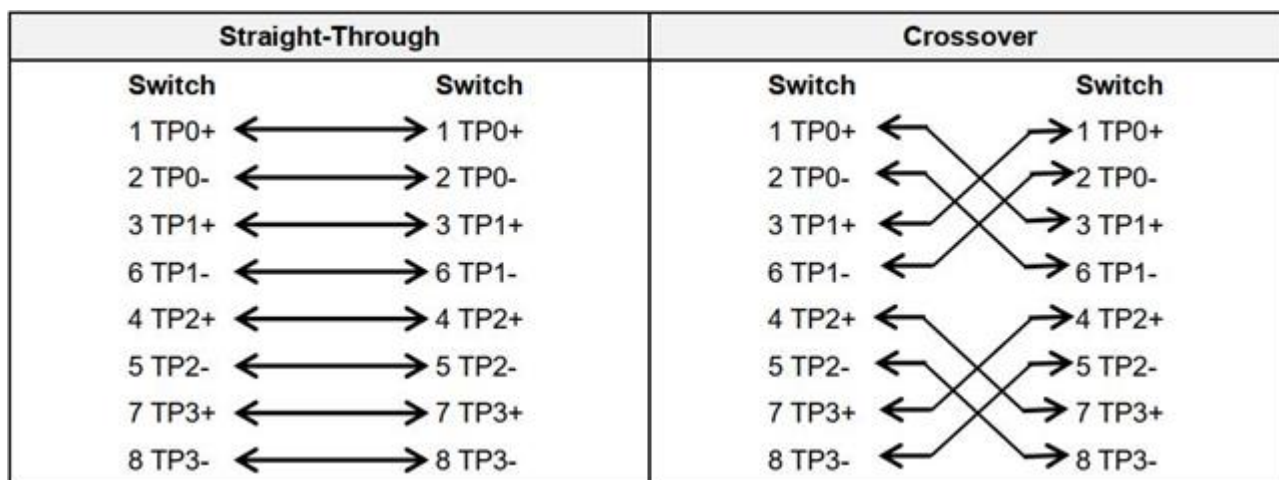 Straight-Through Crossover
Switch Switch Switch Switch
1 TP0+ 1 TP0+ 1 TP0+ 1 TP0+
2 TP0- 2 TP0- 2 TP0- 2 TP0-
3 TP1+ 3 TP1+ 3 TP1+ 3 TP1+
6 TP1- 6 TP1- 6 TP1- 6 TP1-
4 TP2+ 4 TP2+ 4 TP2+ 4 TP2+
5 TP2- 5 TP2- 5 TP2- 5 TP2-
7 TP3+ 7 TP3+ 7 TP3+ 7 TP3+
8 TP3- 8 TP3- 8 TP3- 8 TP3-